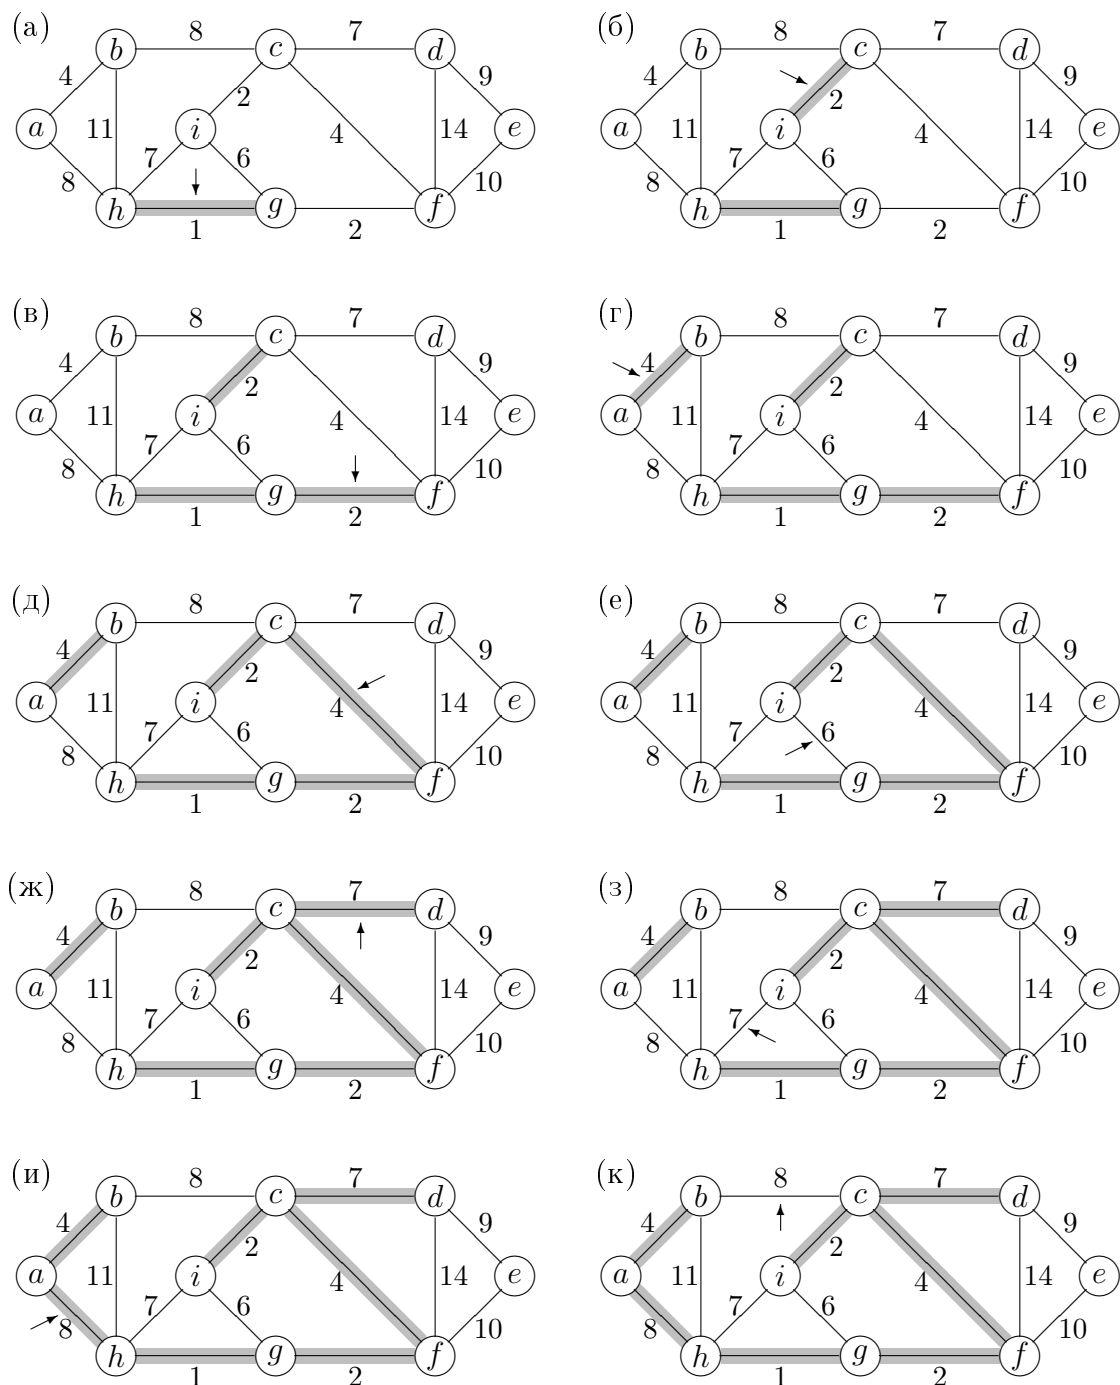 (а) b 8 c 7 d (б) b 8 c 7 d
4 2 9 4 2 9
a 11 i 4 14 e a 11 i 4 14 e
8 7 6 10 8 7 6 10
h 1 g 2 f h 1 g 2 f
(в) b 8 c 7 d (г) b 8 c 7 d
4 2 9 4 2 9
a 11 i 4 14 e a 11 i 4 14 e
8 7 6 10 8 7 6 10
h 1 g 2 f h 1 g 2 f
(д) b 8 c 7 d (е) b 8 c 7 d
4 2 9 4 2 9
a 11 i 4 14 e a 11 i 4 14 e
8 7 6 10 8 7 6 10
h 1 g 2 f h 1 g 2 f
(ж) b 8 c 7 d (з) b 8 c 7 d
4 2 9 4 2 9
a 11 i 4 14 e a 11 i 4 14 e
8 7 6 10 8 7 6 10
h 1 g 2 f h 1 g 2 f
(и) b 8 c 7 d (к) b 8 c 7 d
4 2 9 4 2 9
a 11 i 4 14 e a 11 i 4 14 e
8 7 6 10 8 7 6 10
h 1 g 2 f h 1 g 2 f